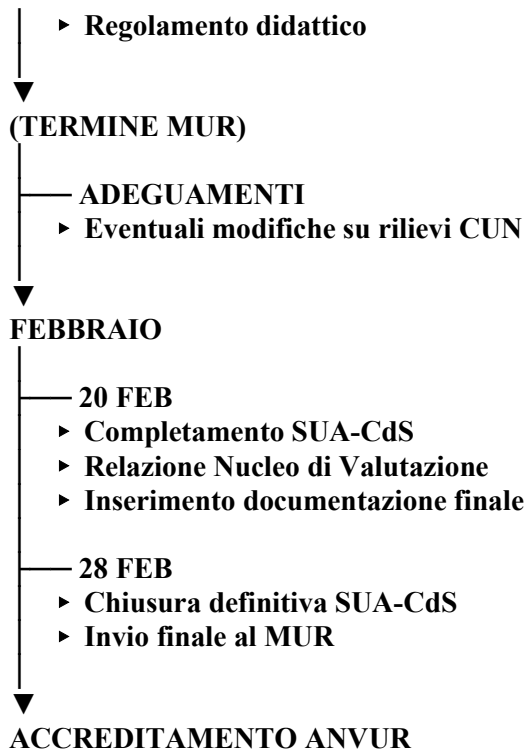 ▸ Regolamento didattico
(TERMINE MUR)
ADEGUAMENTI
▸ Eventuali modifiche su rilievi CUN
FEBBRAIO
20 FEB
▸ Completamento SUA-CdS
▸ Relazione Nucleo di Valutazione
▸ Inserimento documentazione finale
28 FEB
▸ Chiusura definitiva SUA-CdS
▸ Invio finale al MUR
ACCREDITAMENTO ANVUR